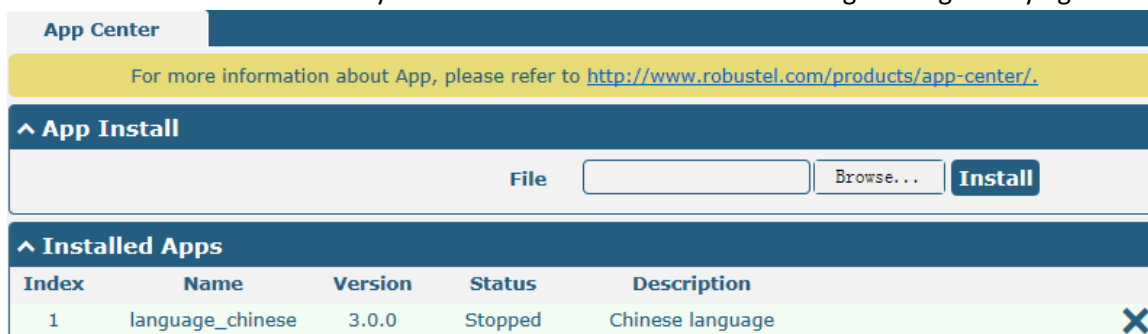 App Center
For more information about App, please refer to http://www.robustel.com/products/app-center/.
App Install
File Browse... Install
Installed Apps
Index Name Version Status Description
1 language_chinese 3.0.0 Stopped Chinese language